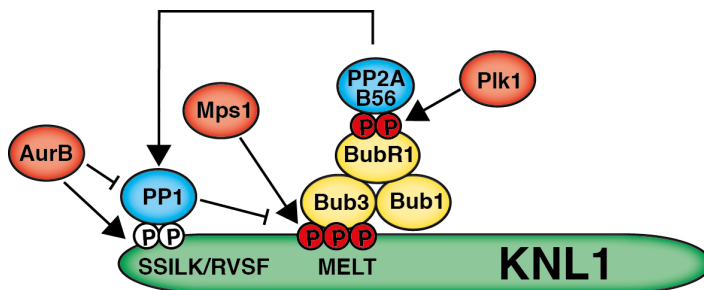 PP2A
B56
Plk1
P P
Mps1
BubR1
AurB
PP1
Bub3
Bub1
P P
P P P
SSILK/RVSF
MELT
KNL1